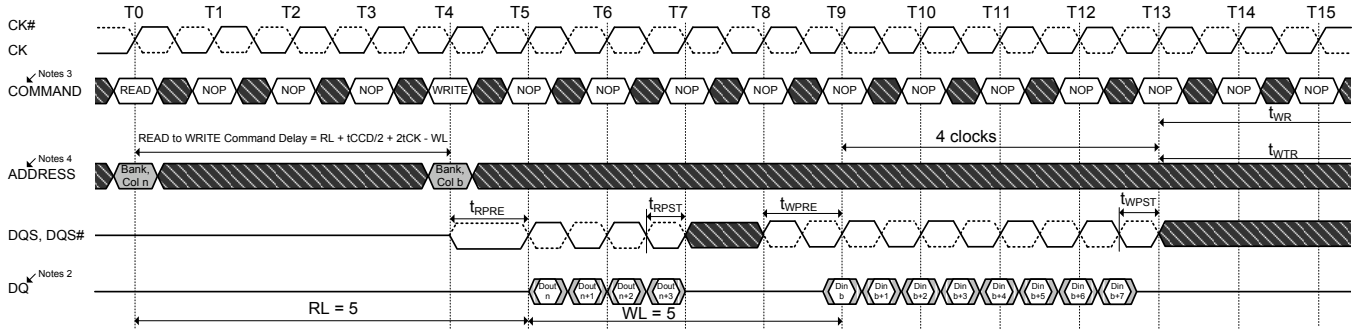 T0 T1 T2 T3 T4 T5 T6 T7 T8 T9 T10 T11 T12 T13 T14 T15
CK#
CK
Notes 3
COMMAND READ NOP NOP NOP WRITE NOP NOP NOP NOP NOP NOP NOP NOP NOP NOP NOP
tWR
READ to WRITE Command Delay = RL + tCCD/2 + 2tCK - WL
4 clocks
Notes 4
tWTR
ADDRESS Bank, Col n Bank, Col b
tRPRE tRPST tWPRE tWPST
DQS, DQS#
Notes 2
DQ Dout n Dout n+1 Dout n+2 Dout n+3 Din b Din b+1 Din b+2 Din b+3 Din b+4 Din b+5 Din b+6 Din b+7
RL = 5 WL = 5